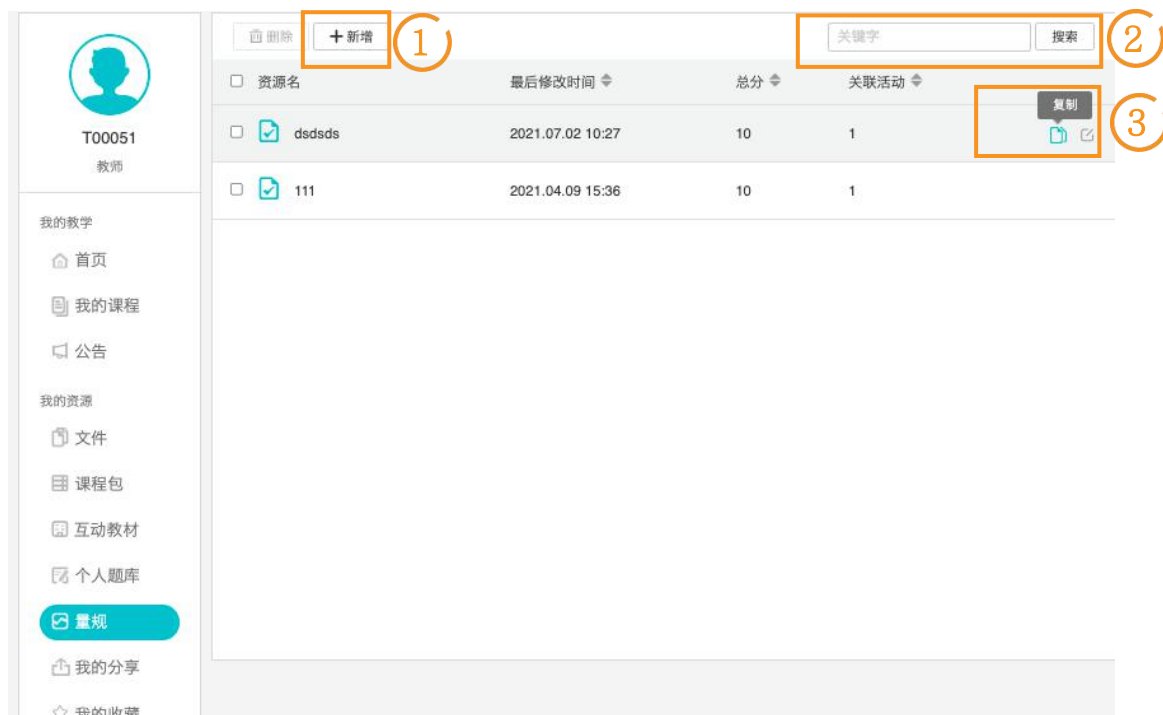 删除
新增
1
关键字
搜索
2
资源名 最后修改时间 总分 关联活动
复制
3
dsdsds 2021.07.02 10:27 10 1
111 2021.04.09 15:36 10 1
T00051
教师
我的教学
首页
我的课程
公告
我的资源
文件
课程包
互动教材
个人题库
量规
我的分享
我的收藏